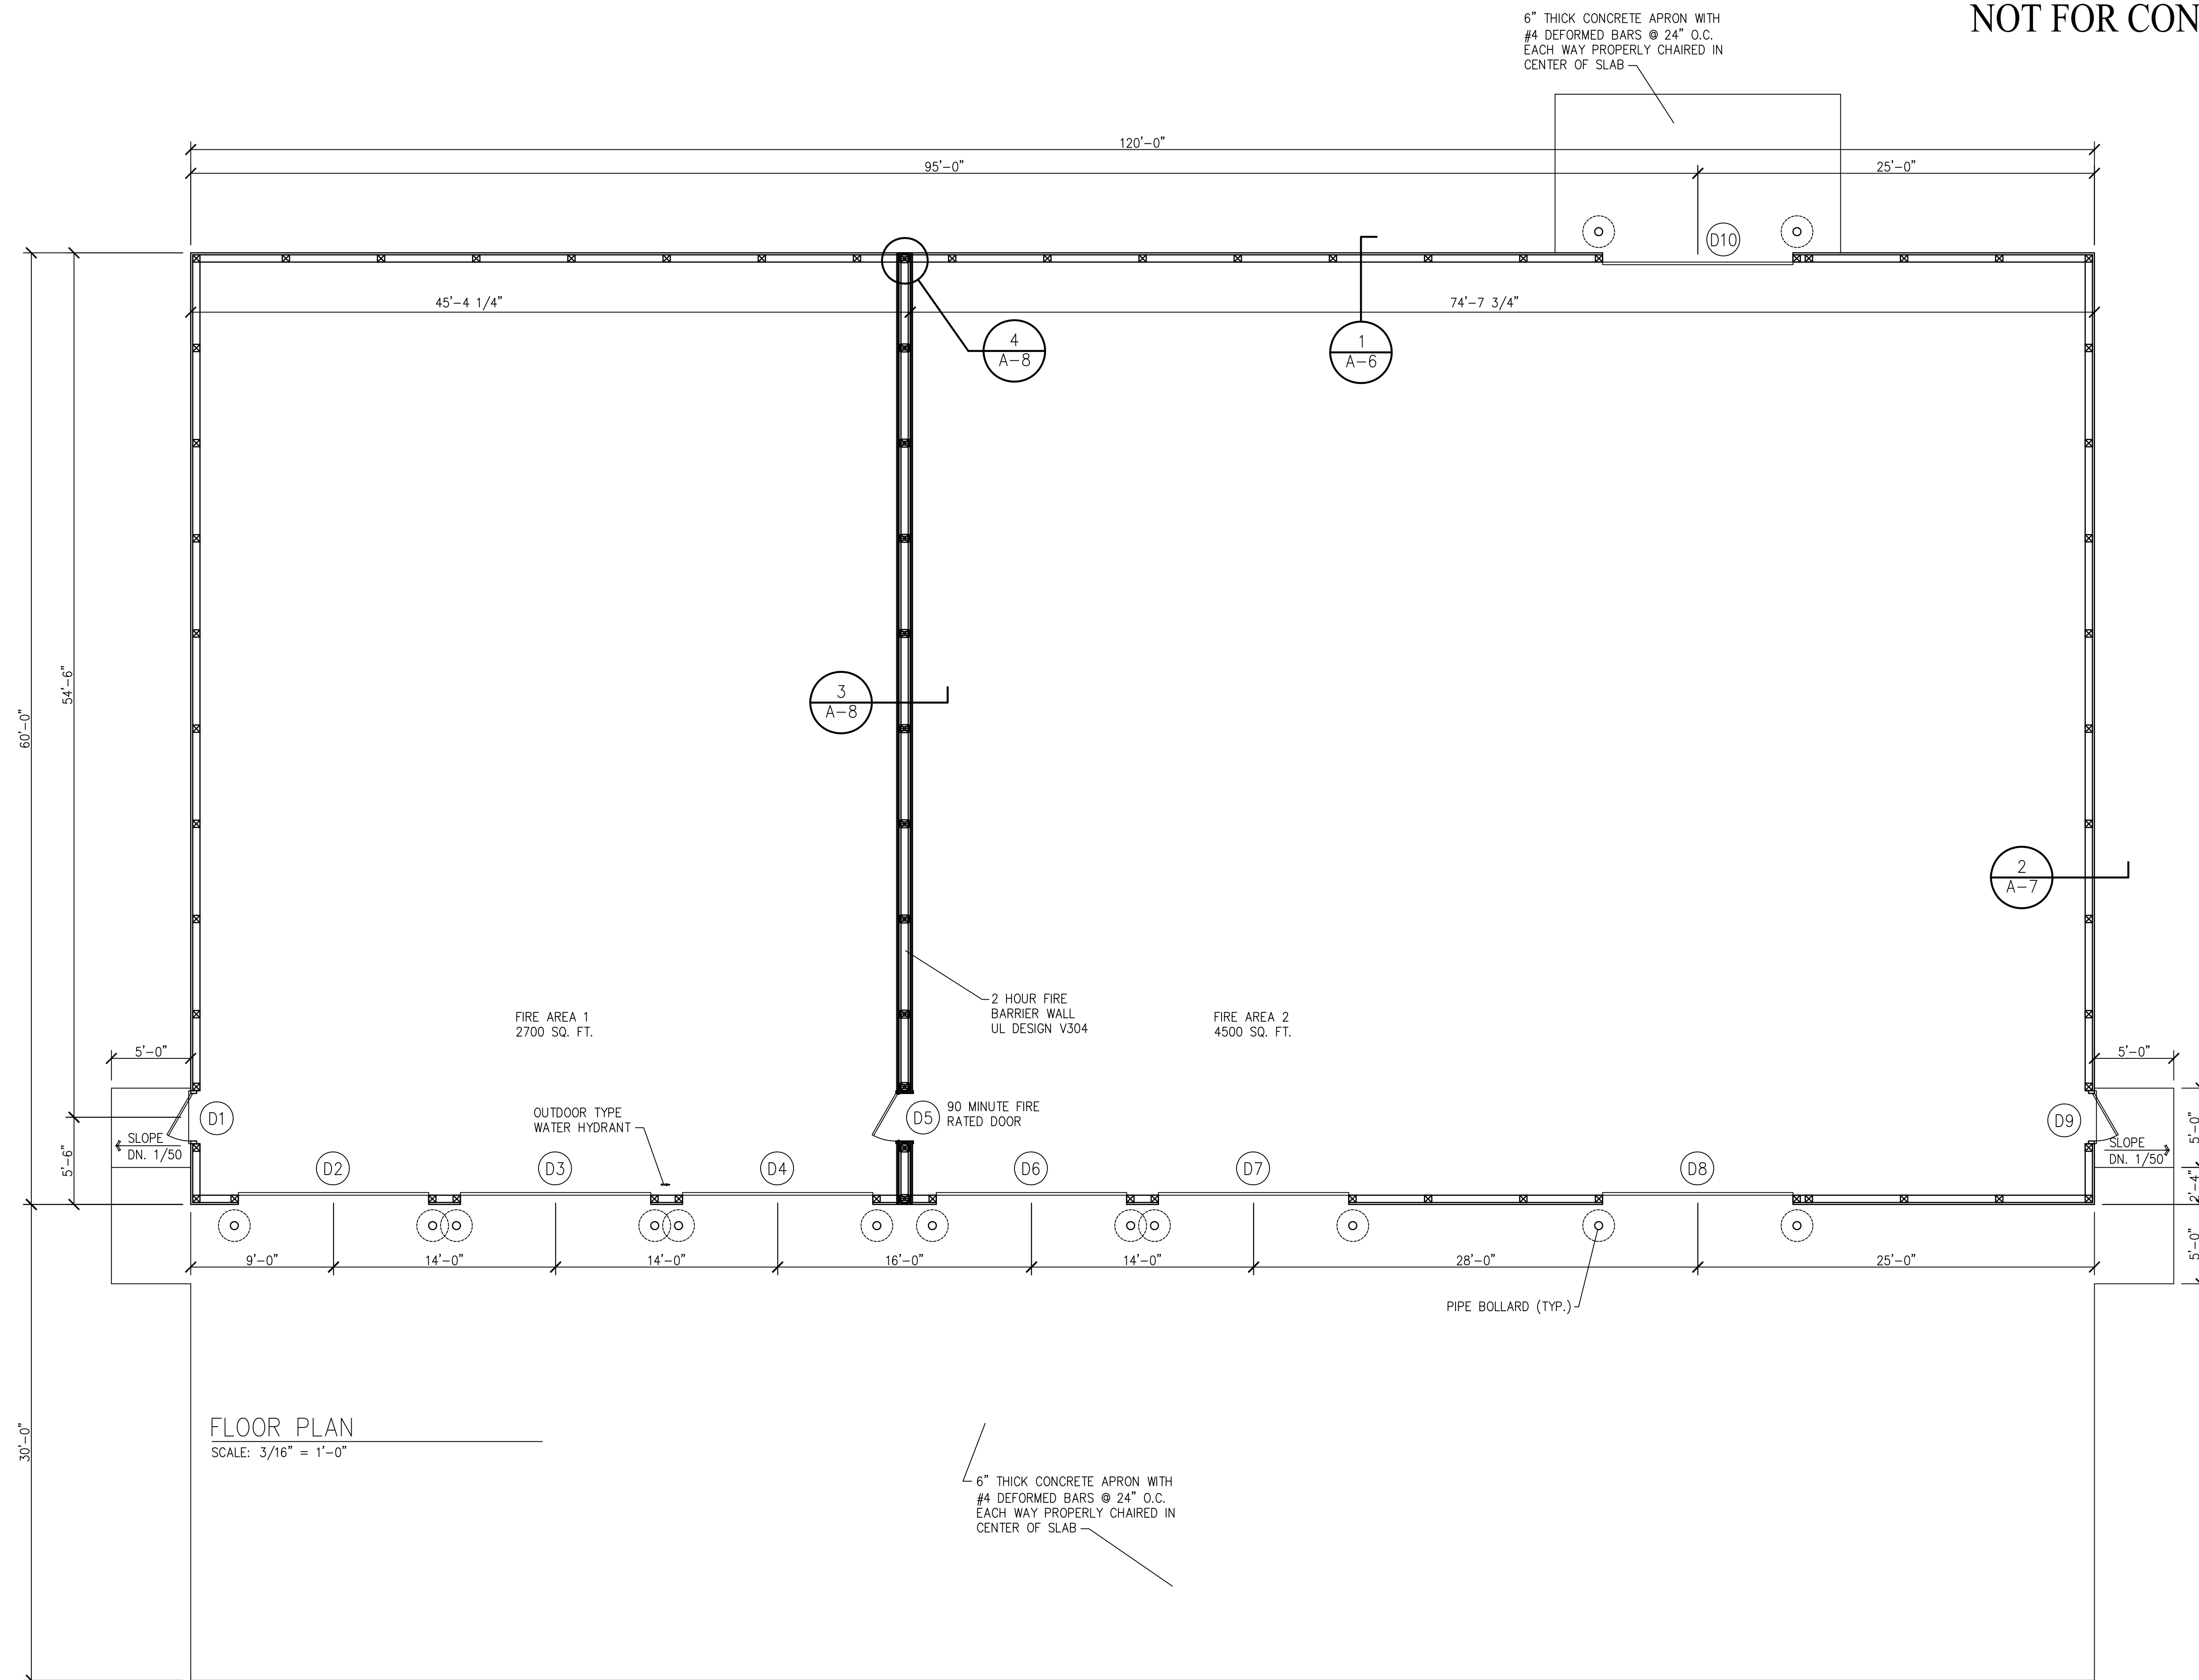 NOT FOR CON
6” THICK CONCRETE APRON WITH
#4 DEFORMED BARS @ 24” O.C.
EACH WAY PROPERLY CHAIRED IN
CENTER OF SLAB
120’-0”
95’-0”
25’-0”
D10
45’-4 1/4”
74’-7 3/4”
4
A-8
1
A-6
60’-0”
54’-6”
3
A-8
2
A-7
2 HOUR FIRE
BARRIER WALL
UL DESIGN V304
FIRE AREA 1
2700 SQ. FT.
FIRE AREA 2
4500 SQ. FT.
5’-0”
5’-0”
D1
OUTDOOR TYPE
WATER HYDRANT
D5
90 MINUTE FIRE
RATED DOOR
D9
5’-0”
SLOPE
DN. 1/50
SLOPE
DN. 1/50
5’-6”
D2
D3
D4
D6
D7
D8
2’-4”
5’-0”
9’-0”
14’-0”
14’-0”
16’-0”
14’-0”
28’-0”
25’-0”
PIPE BOLLARD (TYP.)
30’-0”
FLOOR PLAN
SCALE: 3/16” = 1’-0”
6” THICK CONCRETE APRON WITH
#4 DEFORMED BARS @ 24” O.C.
EACH WAY PROPERLY CHAIRED IN
CENTER OF SLAB